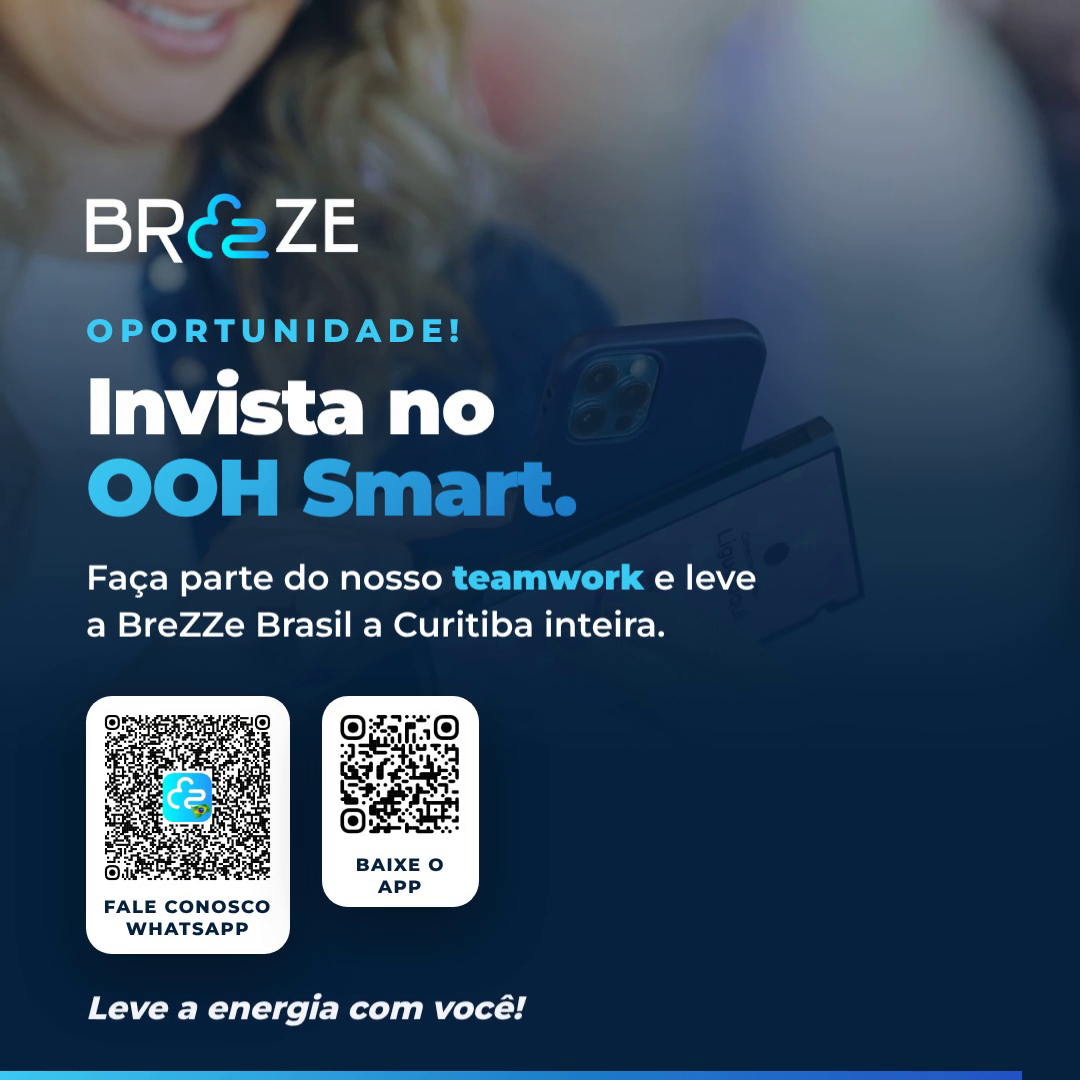 BREZE
OPORTUNIDADE!
Invista no
OOH Smart.
Faça parte do nosso teamwork e leve
a BreZZe Brasil a Curitiba inteira.
FALE CONOSCO
WHATSAPP
BAIXE O
APP
Leve a energia com você!